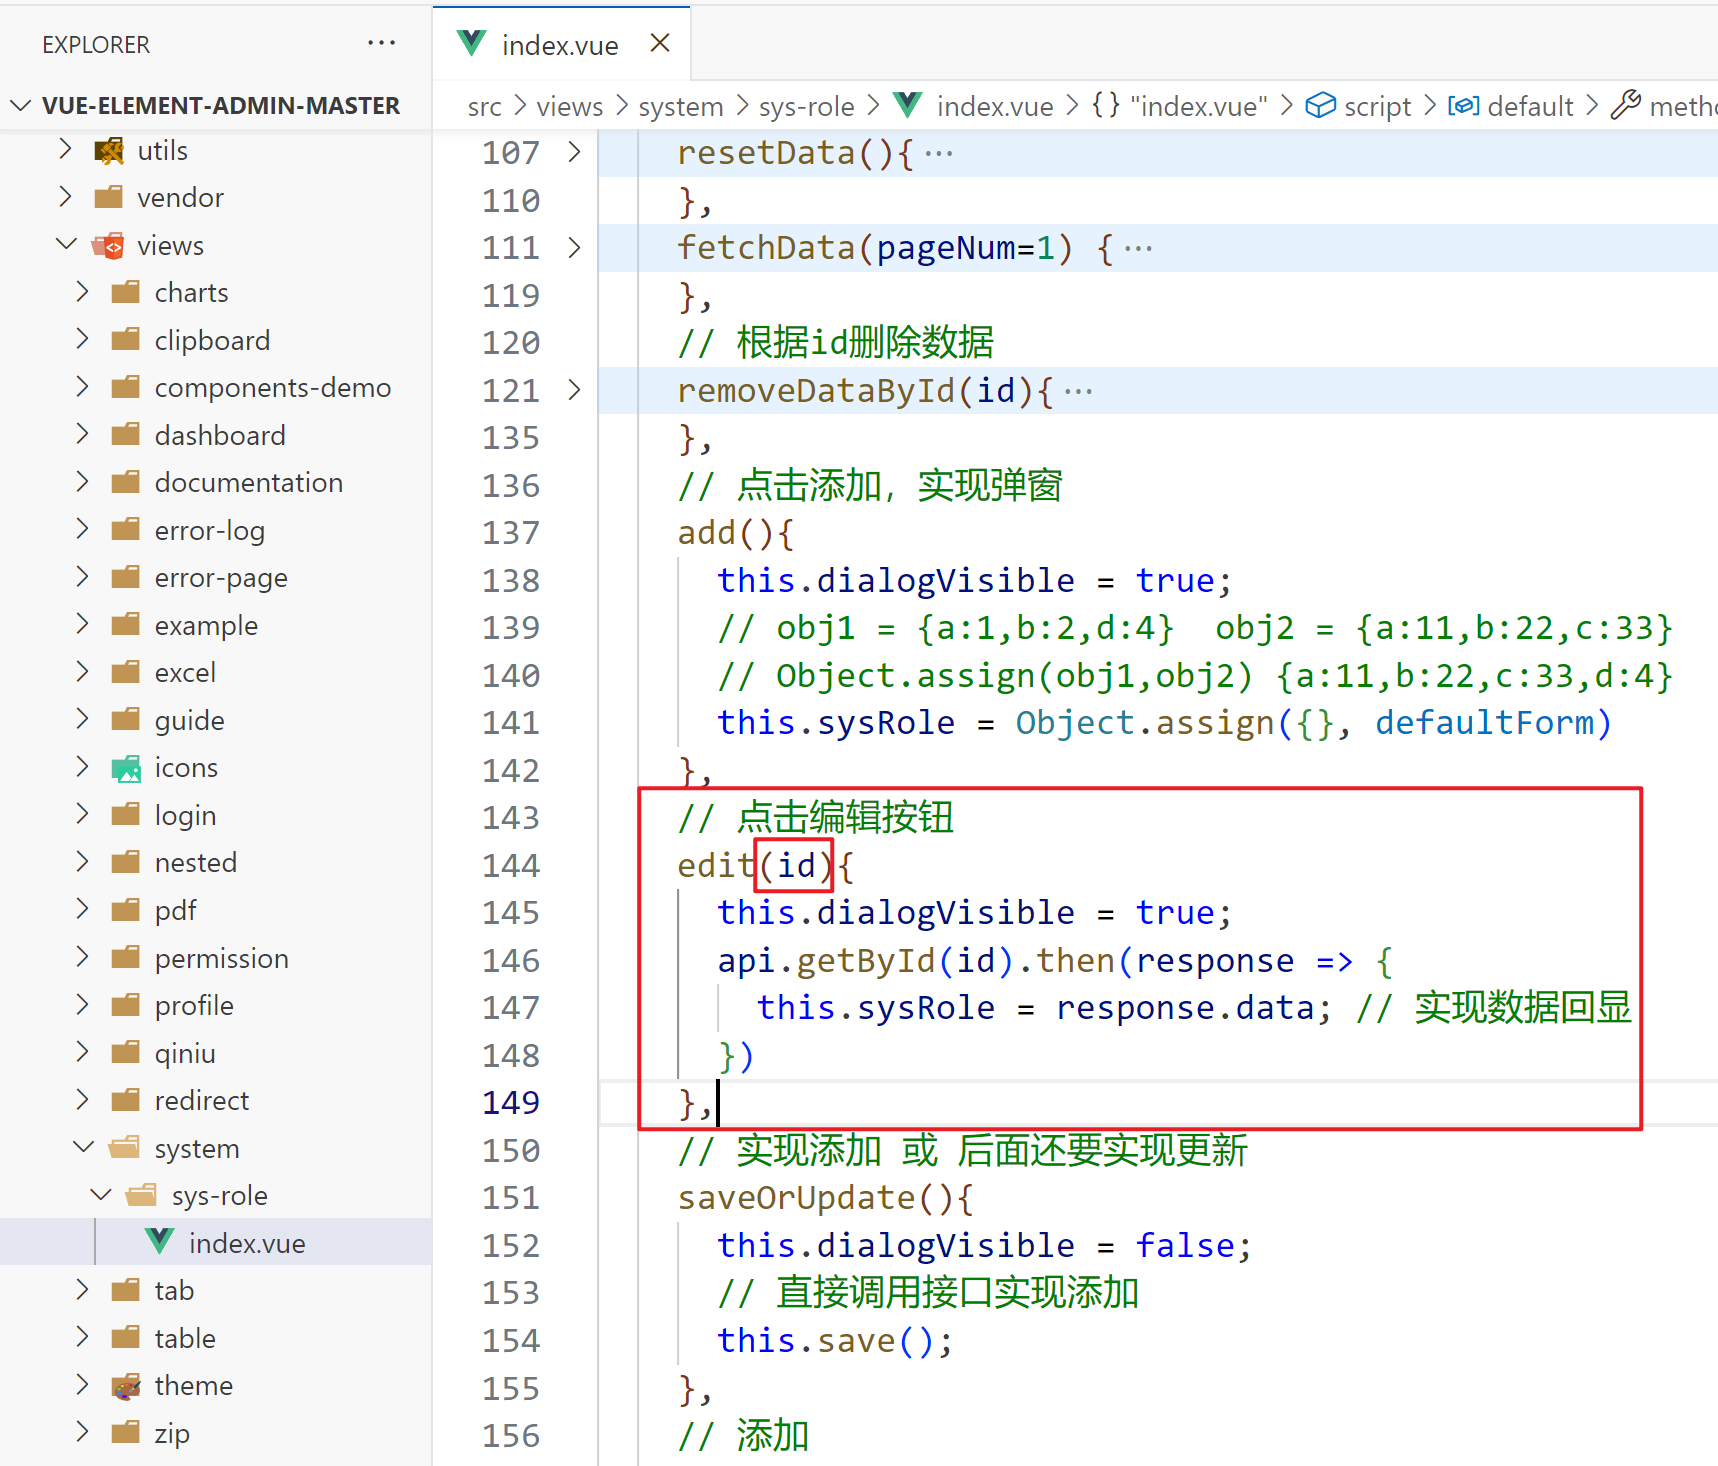 EXPLORER
···
VUE-ELEMENT-ADMIN-MASTER
utils
vendor
views
charts
clipboard
components-demo
dashboard
documentation
error-log
error-page
example
excel
guide
icons
login
nested
pdf
permission
profile
qiniu
redirect
system
sys-role
index.vue
tab
table
theme
zip
index.vue
src > views > system > sys-role > index.vue > {} "index.vue" > script > default > metho
107 resetData(){ ···
110 },
111 fetchData(pageNum=1) { ···
119 },
120 // 根据id删除数据
121 removeDataById(id){ ···
135 },
136 // 点击添加，实现弹窗
137 add(){
138 this.dialogVisible = true;
139 // obj1 = {a:1,b:2,d:4}  obj2 = {a:11,b:22,c:33}
140 // Object.assign(obj1,obj2) {a:11,b:22,c:33,d:4}
141 this.sysRole = Object.assign({}, defaultForm)
142 },
143 // 点击编辑按钮
144 edit(id){
145 this.dialogVisible = true;
146 api.getById(id).then(response => {
147 this.sysRole = response.data; // 实现数据回显
148 })
149 },
150 // 实现添加 或 后面还要实现更新
151 saveOrUpdate(){
152 this.dialogVisible = false;
153 // 直接调用接口实现添加
154 this.save();
155 },
156 // 添加